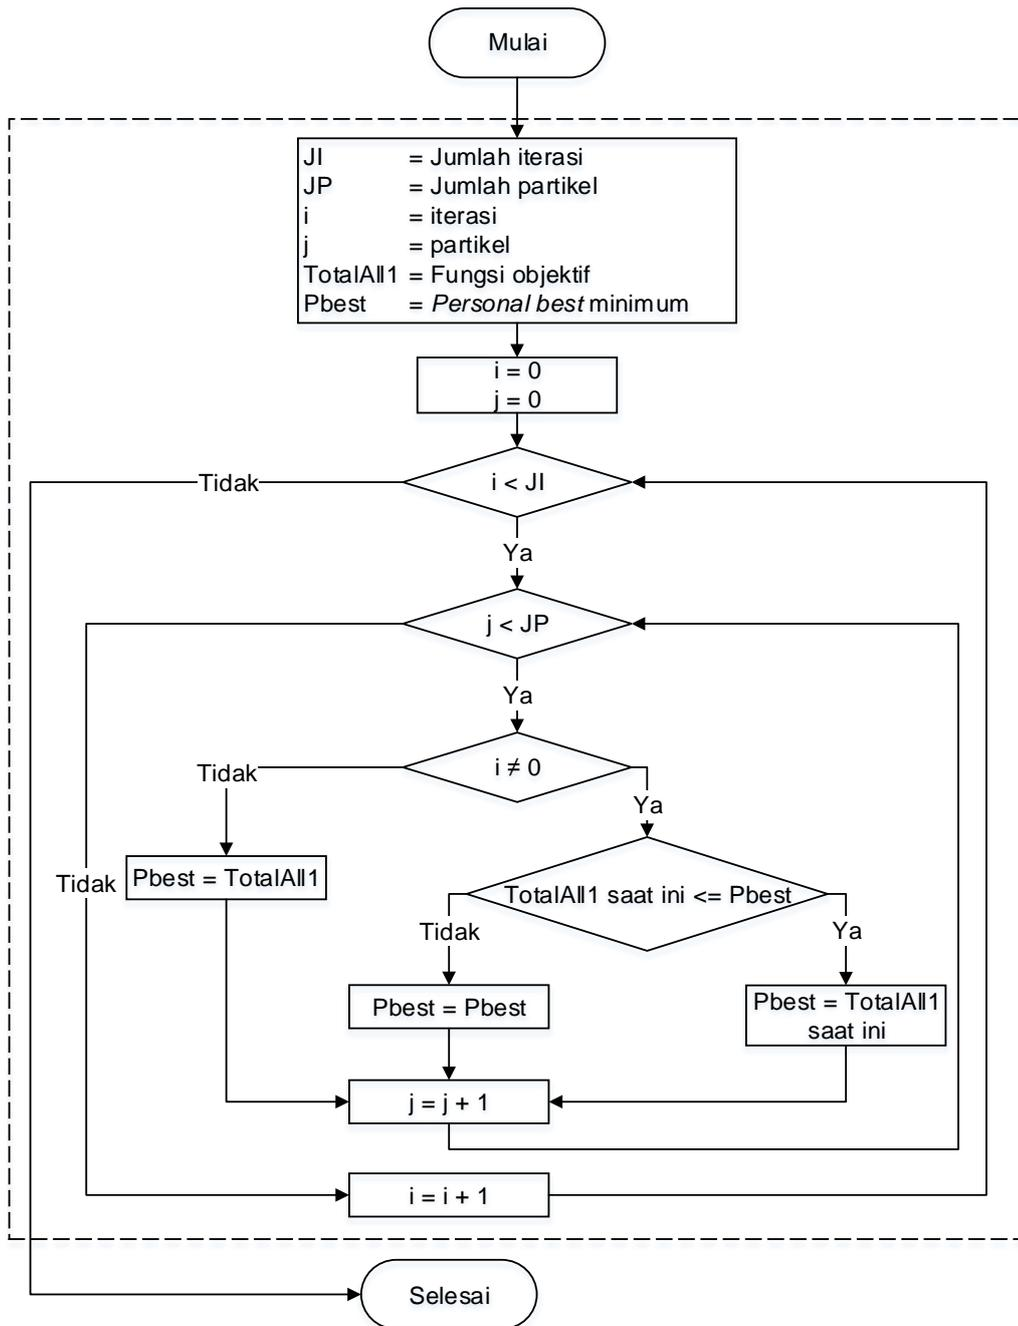 Mulai
JI = Jumlah iterasi
JP = Jumlah partikel
i = iterasi
j = partikel
TotalAll1 = Fungsi objektif
Pbest = Personal best minimum
i = 0
j = 0
Tidak
i < JI
Ya
j < JP
Ya
i ≠ 0
Tidak
Ya
Tidak
Pbest = TotalAll1
TotalAll1 saat ini <= Pbest
Tidak
Ya
Pbest = Pbest
Pbest = TotalAll1
saat ini
j = j + 1
i = i + 1
Selesai